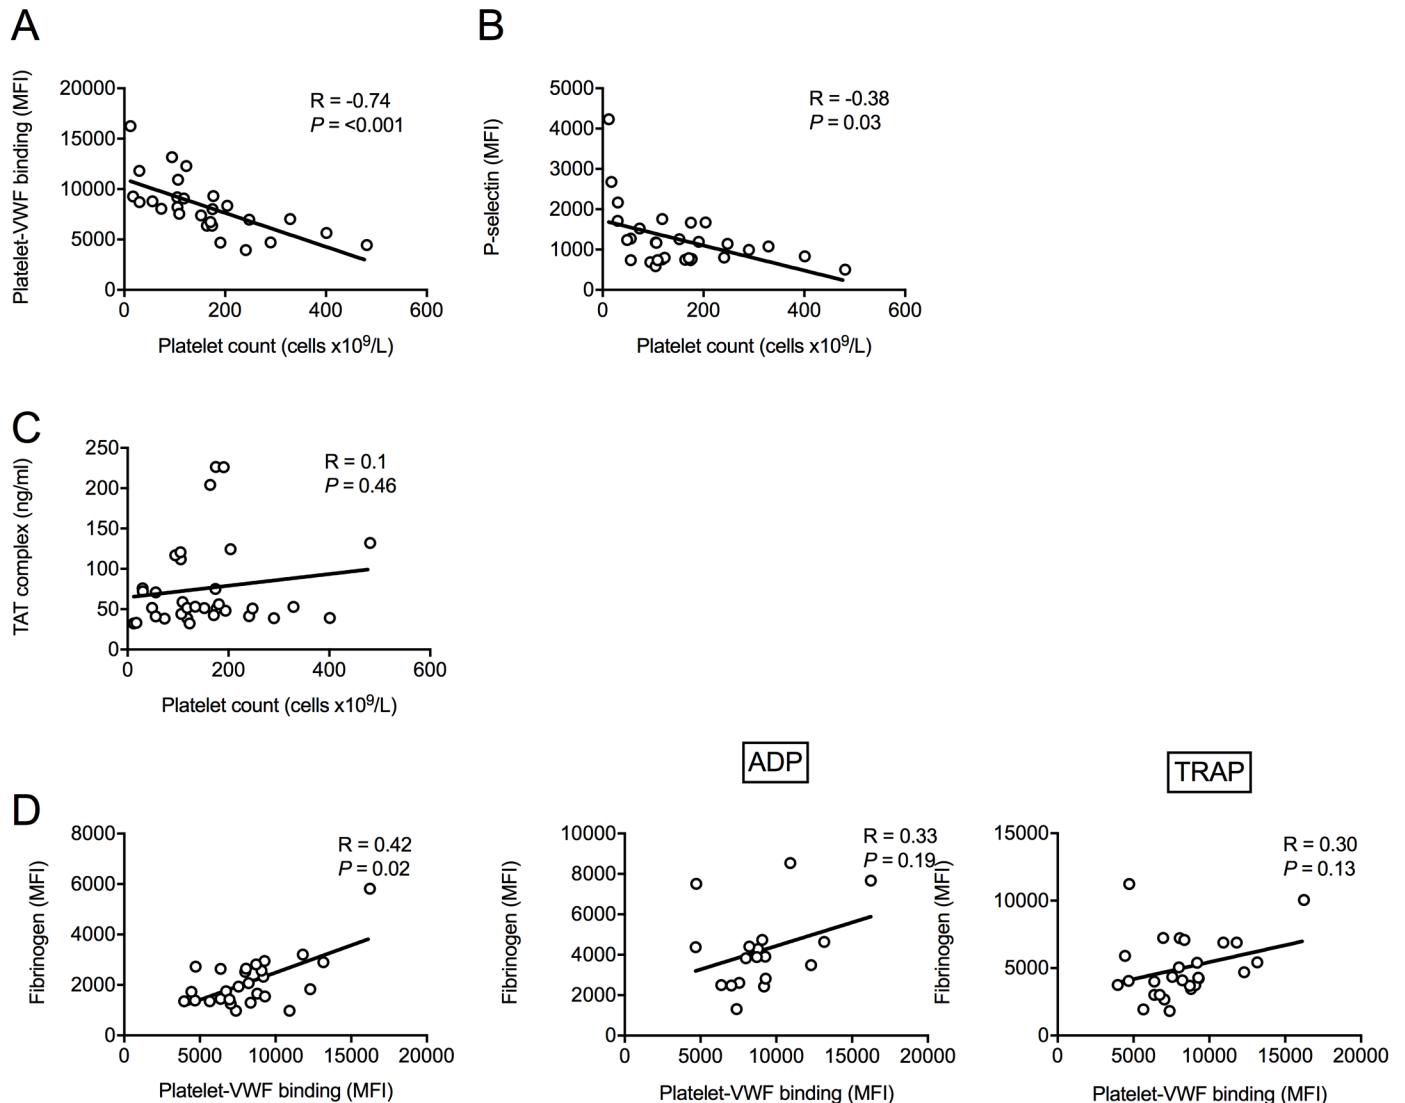 A
Platelet-VWF binding (MFI)
20000
15000
10000
5000
0
0 200 400 600
R = -0.74
P = <0.001
Platelet count (cells x10⁹/L)
B
P-selectin (MFI)
5000
4000
3000
2000
1000
0
0 200 400 600
R = -0.38
P = 0.03
Platelet count (cells x10⁹/L)
C
TAT complex (ng/ml)
250
200
150
100
50
0
0 200 400 600
R = 0.1
P = 0.46
Platelet count (cells x10⁹/L)
D
Fibrinogen (MFI)
8000
6000
4000
2000
0
0 5000 10000 15000 20000
R = 0.42
P = 0.02
Platelet-VWF binding (MFI)
ADP
Fibrinogen (MFI)
10000
8000
6000
4000
2000
0
0 5000 10000 15000 20000
R = 0.33
P = 0.19
Platelet-VWF binding (MFI)
TRAP
Fibrinogen (MFI)
15000
10000
5000
0
0 5000 10000 15000 20000
R = 0.30
P = 0.13
Platelet-VWF binding (MFI)